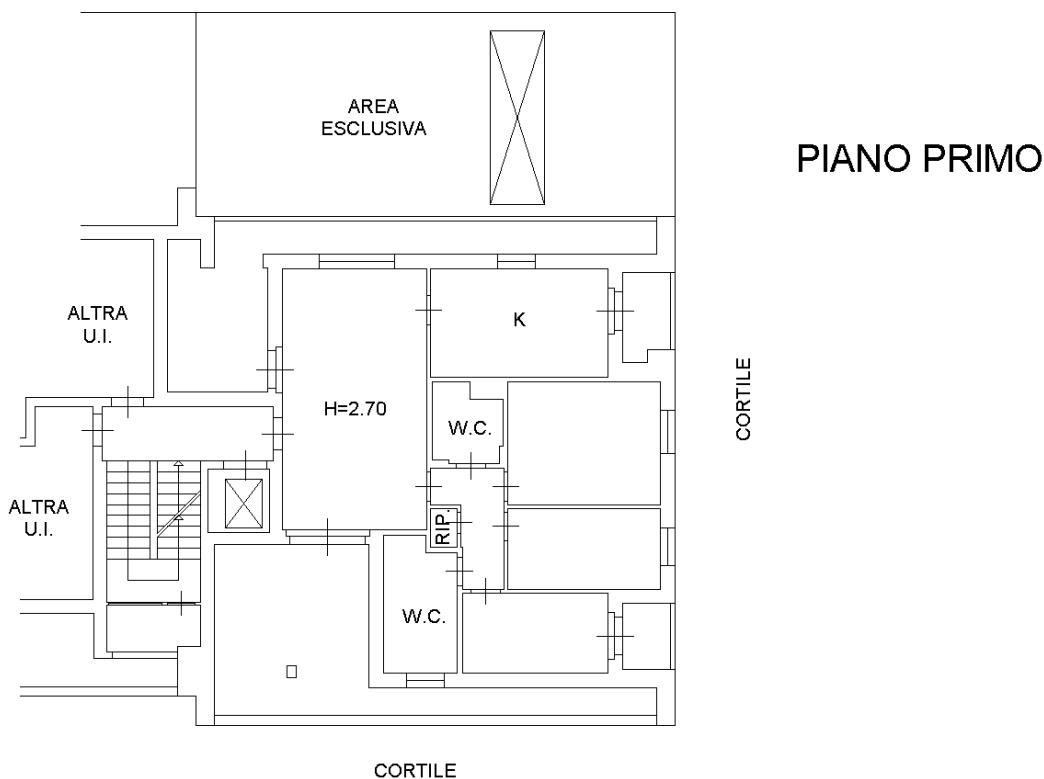 AREA
ESCLUSIVA
PIANO PRIMO
ALTRA
U.I.
K
H=2.70
W.C.
CORTILE
ALTRA
U.I.
RIP.
W.C.
CORTILE